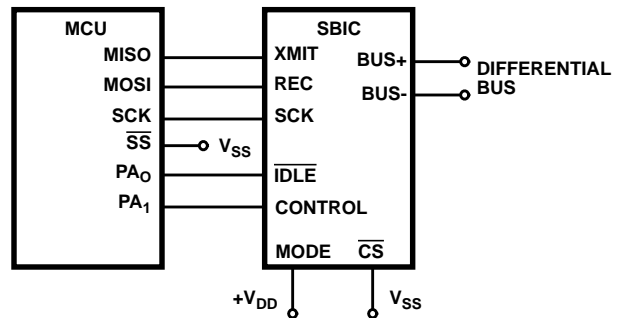 MCU
SBIC
MISO
XMIT
BUS+
DIFFERENTIAL
BUS
MOSI
REC
BUS-
SCK
SCK
SS
VSS
PAO
IDLE
PA1
CONTROL
MODE
CS
+VDD
VSS